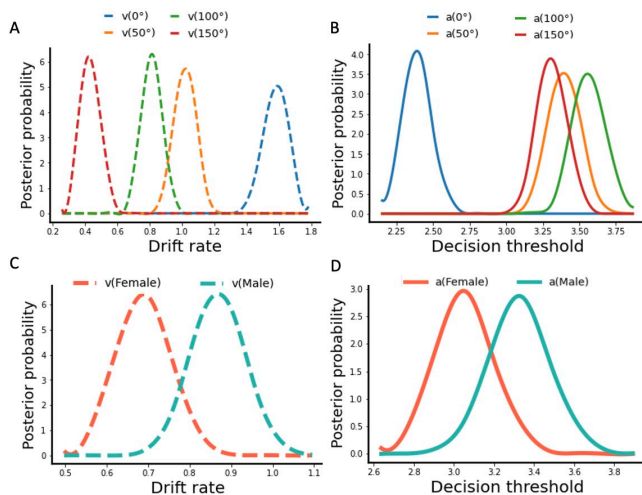 A
v(0°) v(100°)
v(50°) v(150°)
Posterior probability
6
5
4
3
2
1
0
0.2 0.4 0.6 0.8 1.0 1.2 1.4 1.6 1.8
Drift rate
B
a(0°) a(100°)
a(50°) a(150°)
Posterior probability
4.0
3.5
3.0
2.5
2.0
1.5
1.0
0.5
0.0
2.25 2.50 2.75 3.00 3.25 3.50 3.75
Decision threshold
C
v(Female) v(Male)
Posterior probability
6
5
4
3
2
1
0
0.5 0.6 0.7 0.8 0.9 1.0 1.1
Drift rate
D
a(Female) a(Male)
Posterior probability
3.0
2.5
2.0
1.5
1.0
0.5
0.0
2.6 2.8 3.0 3.2 3.4 3.6 3.8
Decision threshold